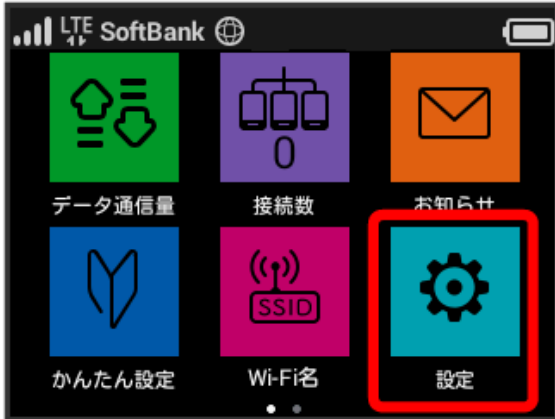 LTE SoftBank
0
データ通信量 接続数 お知らせ
SSID
かんたん設定 Wi-Fi名 設定